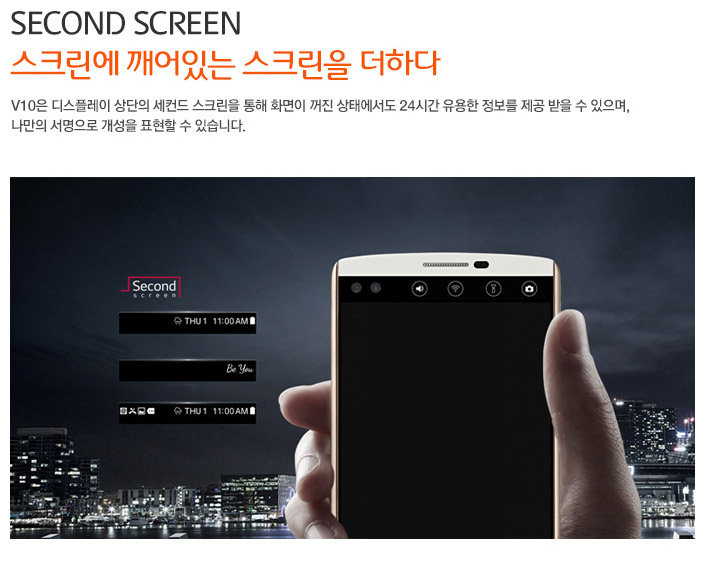 SECOND SCREEN
스크린에 깨어있는 스크린을 더하다
V10은 디스플레이 상단의 세컨드 스크린을 통해 화면이 꺼진 상태에서도 24시간 유용한 정보를 제공 받을 수 있으며,
나만의 서명으로 개성을 표현할 수 있습니다.
Second
screen
THU 1 11:00 AM
Be You
THU 1 11:00 AM